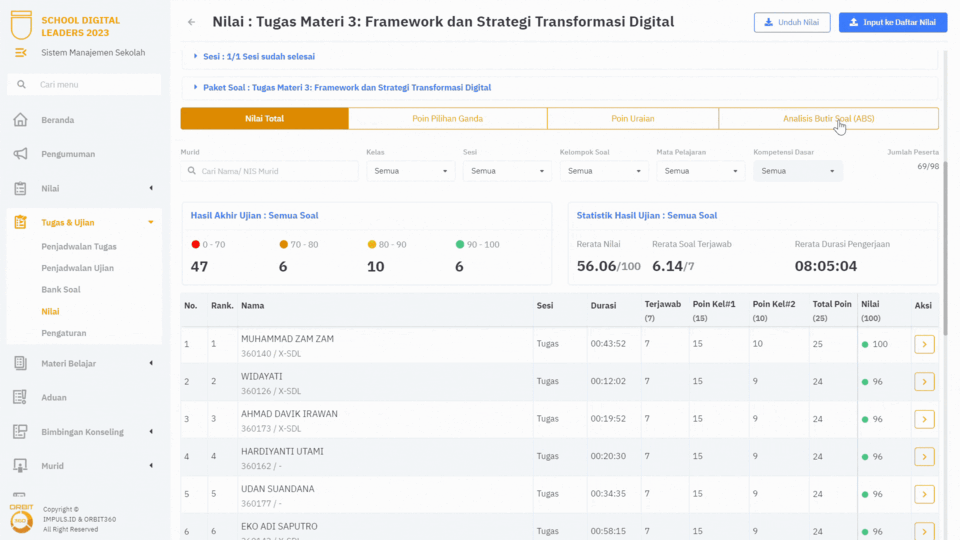 SCHOOL DIGITAL
LEADERS 2023
Sistem Manajemen Sekolah
Cari menu
Beranda
Pengumuman
Nilai
Tugas & Ujian
Penjadwalan Tugas
Penjadwalan Ujian
Bank Soal
Nilai
Pengaturan
Materi Belajar
Aduan
Bimbingan Konseling
Murid
ORBIT
360
Copyright ©
IMPULS.ID & ORBIT360
All Right Reserved
Nilai : Tugas Materi 3: Framework dan Strategi Transformasi Digital
Unduh Nilai
Input ke Daftar Nilai
Sesi : 1/1 Sesi sudah selesai
Paket Soal : Tugas Materi 3: Framework dan Strategi Transformasi Digital
Nilai Total
Poin Pilihan Ganda
Poin Uraian
Analisis Butir Soal (ABS)
Murid Kelas Sesi Kelompok Soal Mata Pelajaran Kompetensi Dasar Jumlah Peserta
Cari Nama/ NIS Murid Semua Semua Semua Semua Semua 69/98
Hasil Akhir Ujian : Semua Soal
0 - 70 70 - 80 80 - 90 90 - 100
47 6 10 6
Statistik Hasil Ujian : Semua Soal
Rerata Nilai Rerata Soal Terjawab Rerata Durasi Pengerjaan
56.06/100 6.14/7 08:05:04
No. Rank. Nama Sesi Durasi Terjawab (7) Poin Kel#1 (15) Poin Kel#2 (10) Total Poin (25) Nilai (100) Aksi
1 1 MUHAMMAD ZAM ZAM Tugas 00:43:52 7 15 10 25 100
360140 / X-SDL
2 2 WIDAYATI Tugas 00:12:02 7 15 9 24 96
360126 / X-SDL
3 3 AHMAD DAVIK IRAWAN Tugas 00:19:52 7 15 9 24 96
360173 / X-SDL
4 4 HARDIYANTI UTAMI Tugas 00:20:30 7 15 9 24 96
360162 / -
5 5 UDAN SUANDANA Tugas 00:34:35 7 15 9 24 96
360177 / -
6 6 EKO ADI SAPUTRO Tugas 00:58:15 7 15 9 24 96